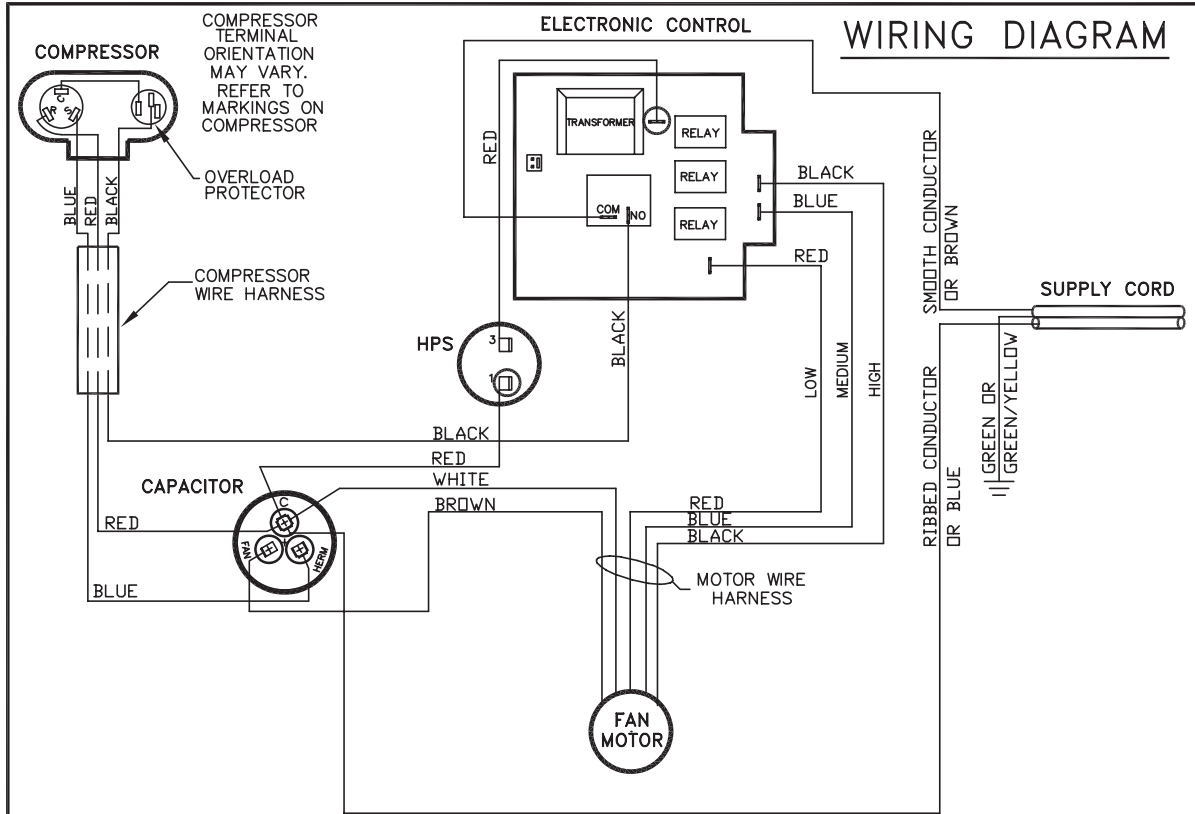 WIRING DIAGRAM
COMPRESSOR
COMPRESSOR
TERMINAL
ORIENTATION
MAY VARY.
REFER TO
MARKINGS ON
COMPRESSOR
C
R
S
OVERLOAD
PROTECTOR
BLUE
RED
BLACK
COMPRESSOR
WIRE HARNESS
ELECTRONIC CONTROL
TRANSFORMER
RELAY
RELAY
RELAY
COM
NO
RED
BLACK
BLUE
RED
BLACK
LOW
MEDIUM
HIGH
SMOOTH CONDUCTOR
OR BROWN
SUPPLY CORD
GREEN OR
GREEN/YELLOW
RIBBED CONDUCTOR
OR BLUE
HPS
3
1
BLACK
RED
WHITE
BROWN
CAPACITOR
C
FAN
HERM
RED
BLUE
RED
BLUE
BLACK
MOTOR WIRE
HARNESS
FAN
MOTOR